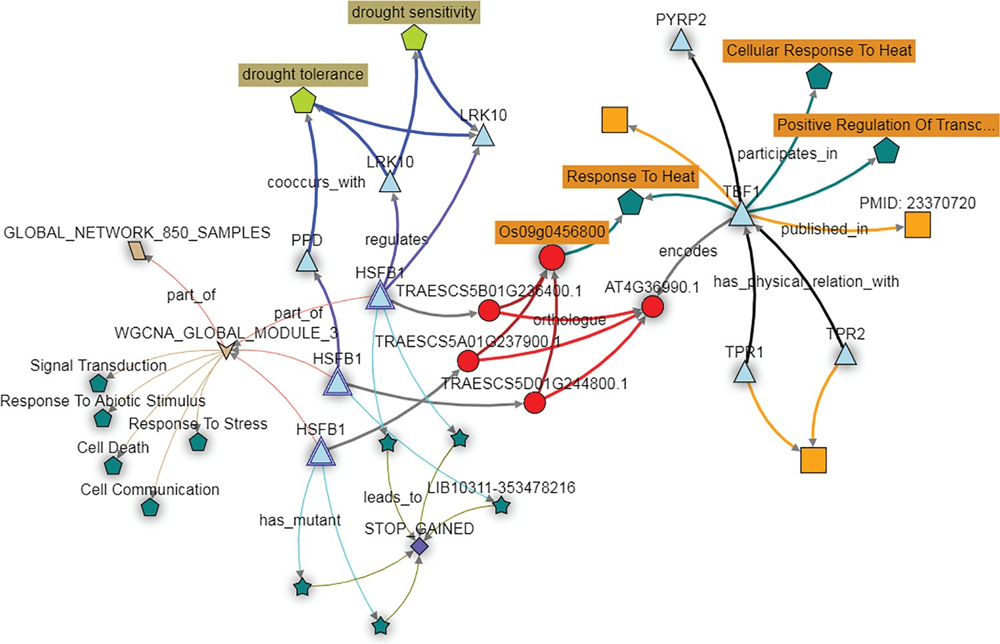 drought sensitivity
PYRP2
Cellular Response To Heat
drought tolerance
LRK10
Positive Regulation Of Transc...
participates_in
LRK10
Response To Heat
cooccurs_with
TBF1
PMID: 23370720
GLOBAL_NETWORK_850_SAMPLES
PPD
regulates
Os09g0456800
published_in
encodes
HSFB1
has_physical_relation_with
part_of
TRAESCS5B01G236400.1
AT4G36990.1
part_of
orthologue
WGCNA_GLOBAL_MODULE_3
TRAESCS5A01G237900.1
TPR2
HSFB1
TPR1
Signal Transduction
TRAESCS5D01G244800.1
Response To Abiotic Stimulus
Response To Stress
HSFB1
Cell Death
Cell Communication
LIB10311-353478216
leads_to
has_mutant
STOP_GAINED